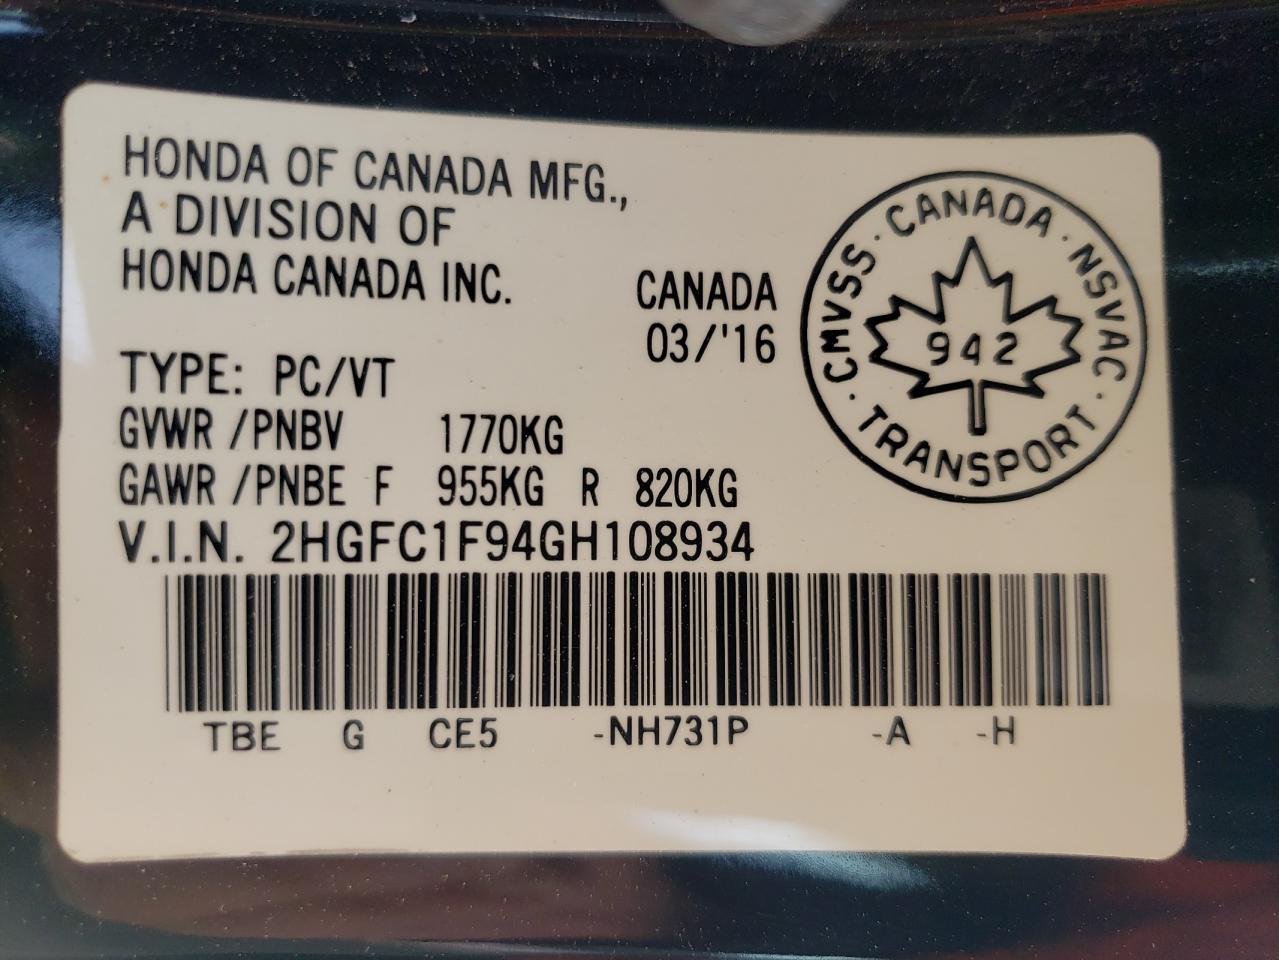 HONDA OF CANADA MFG.,
A DIVISION OF
HONDA CANADA INC.
CANADA
03/'16
CMVSS · CANADA · NSVAC · TRANSPORT ·
942
TYPE: PC/VT
GVWR /PNBV 1770KG
GAWR /PNBE F 955KG R 820KG
V.I.N. 2HGFC1F94GH108934
TBE G CE5 -NH731P -A -H